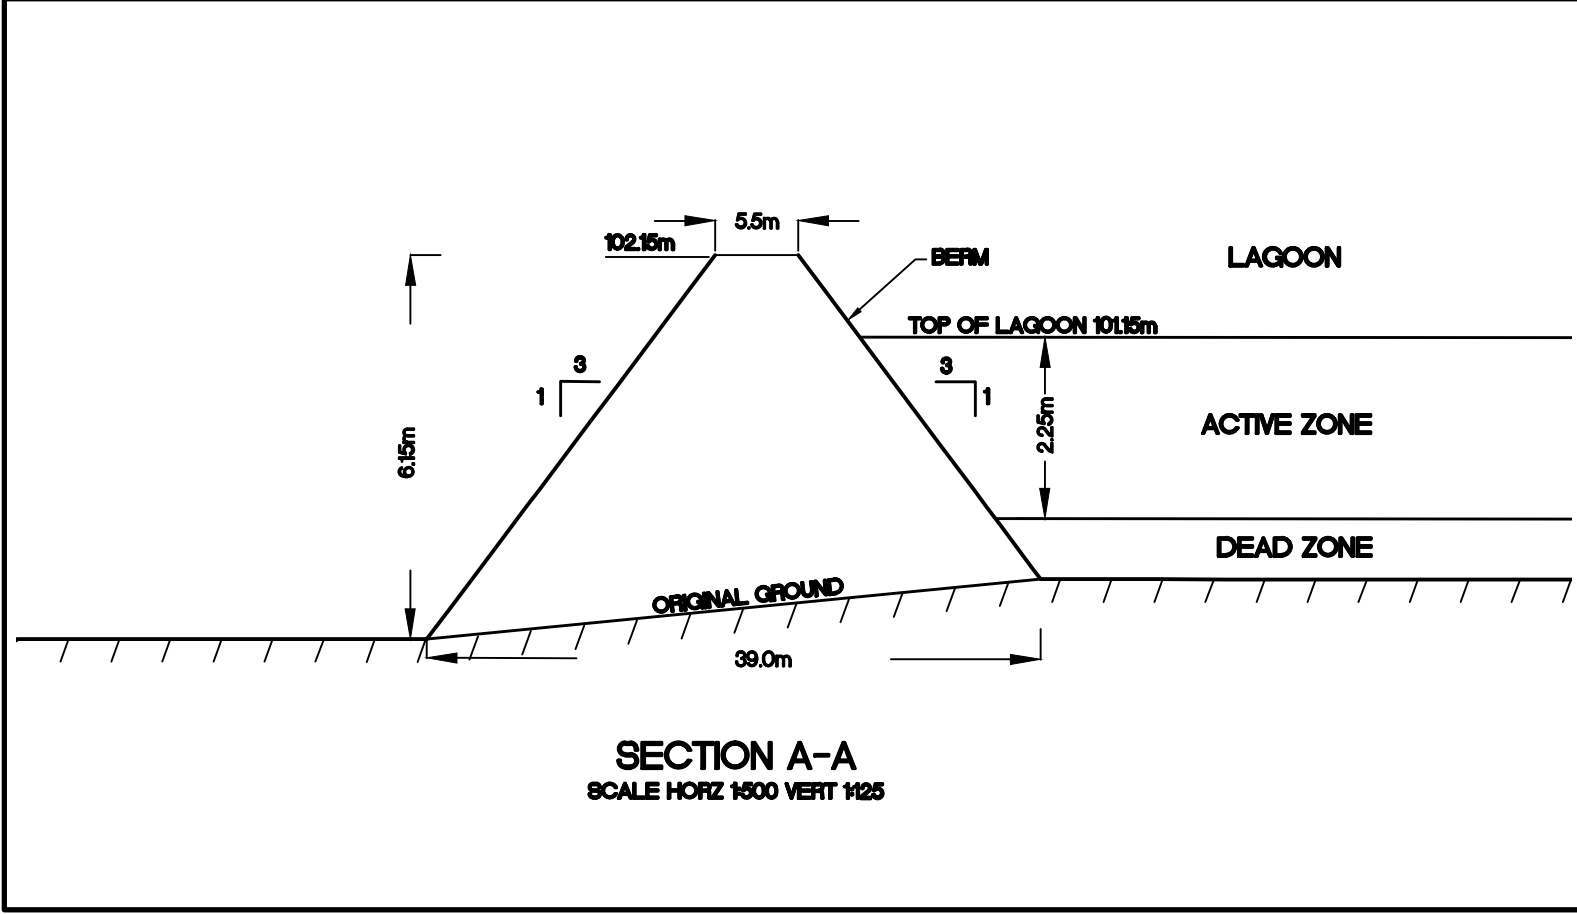 5.5m
102.15m
BERM
LAGOON
TOP OF LAGOON 101.15m
3
1
3
1
6.15m
2.25m
ACTIVE ZONE
DEAD ZONE
ORIGINAL GROUND
39.0m
SECTION A-A
SCALE HORZ 1:500 VERT 1:125